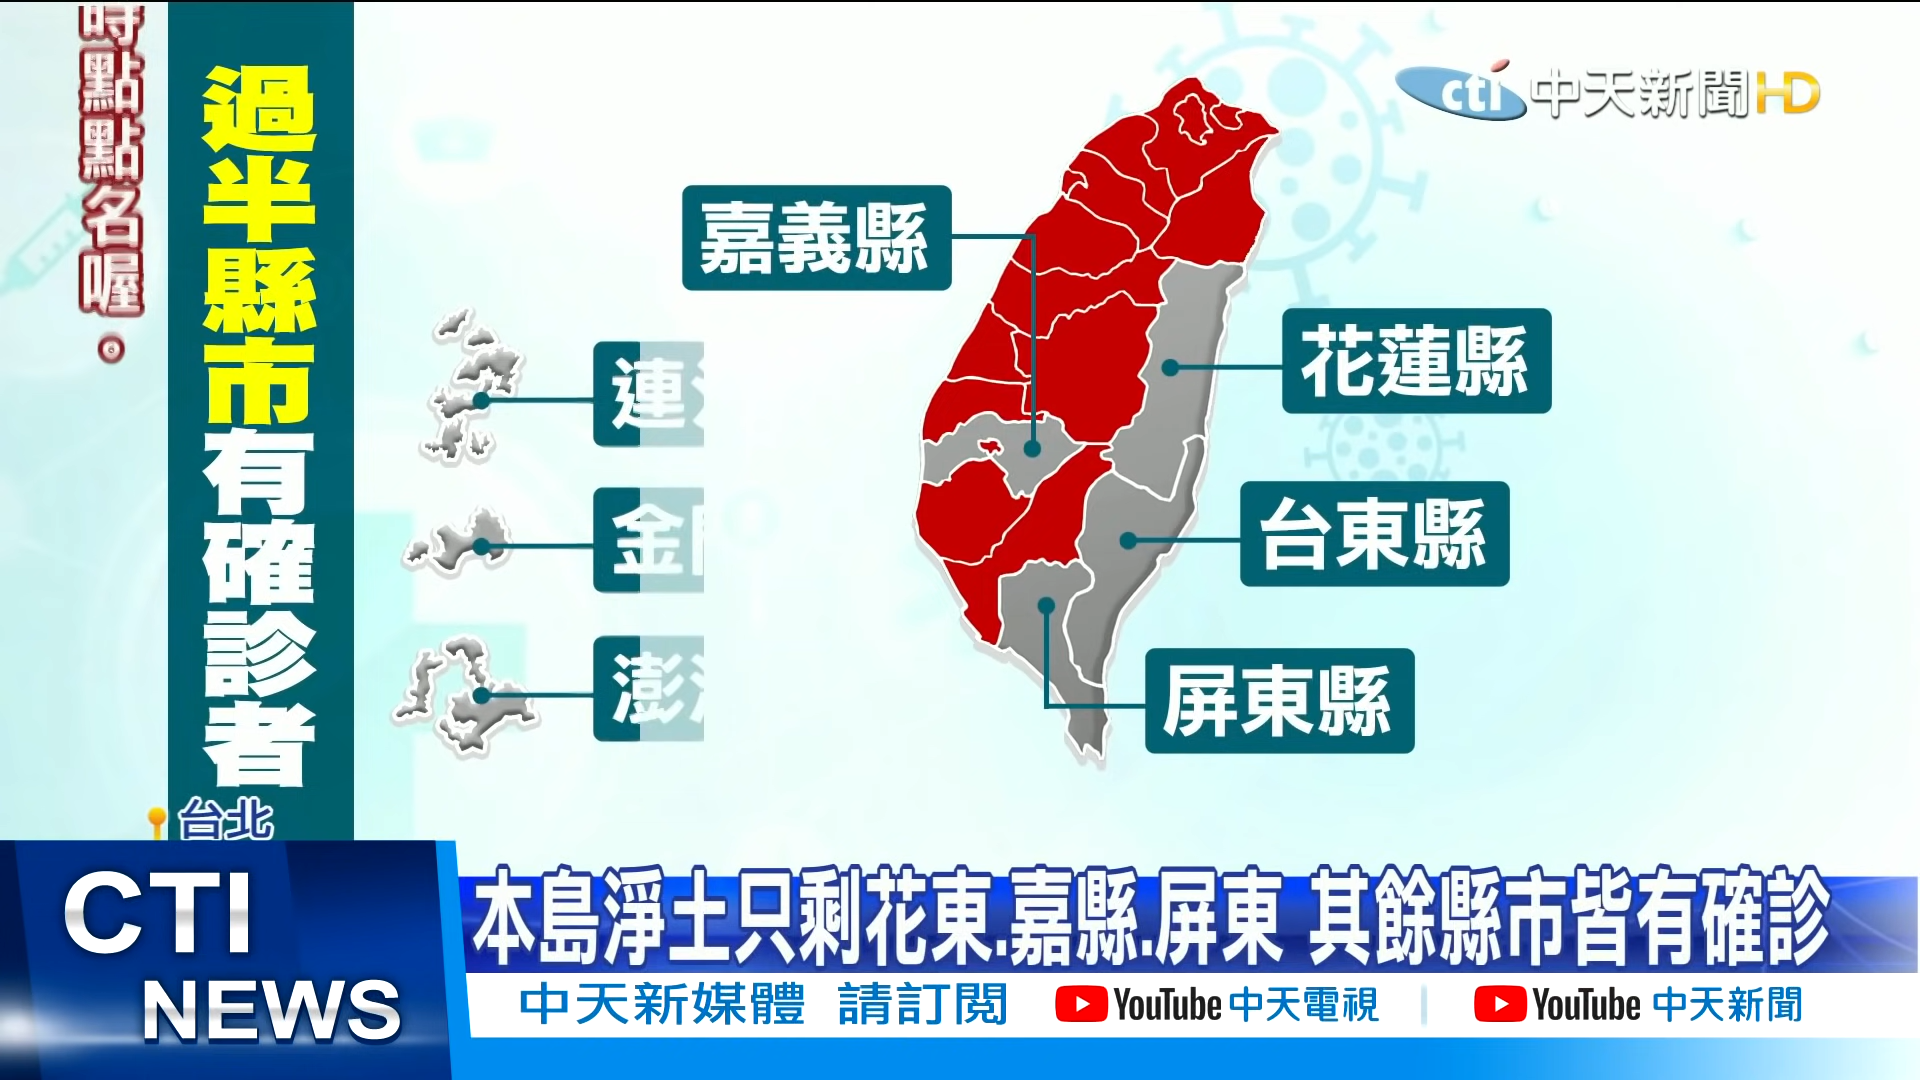 時點點名喔。
過半縣市有確診者
cti 中天新聞HD
嘉義縣
連
花蓮縣
金
台東縣
澎
屏東縣
台北
CTI NEWS
本島淨土只剩花東.嘉縣.屏東 其餘縣市皆有確診
中天新媒體 請訂閱 YouTube 中天電視 | YouTube 中天新聞